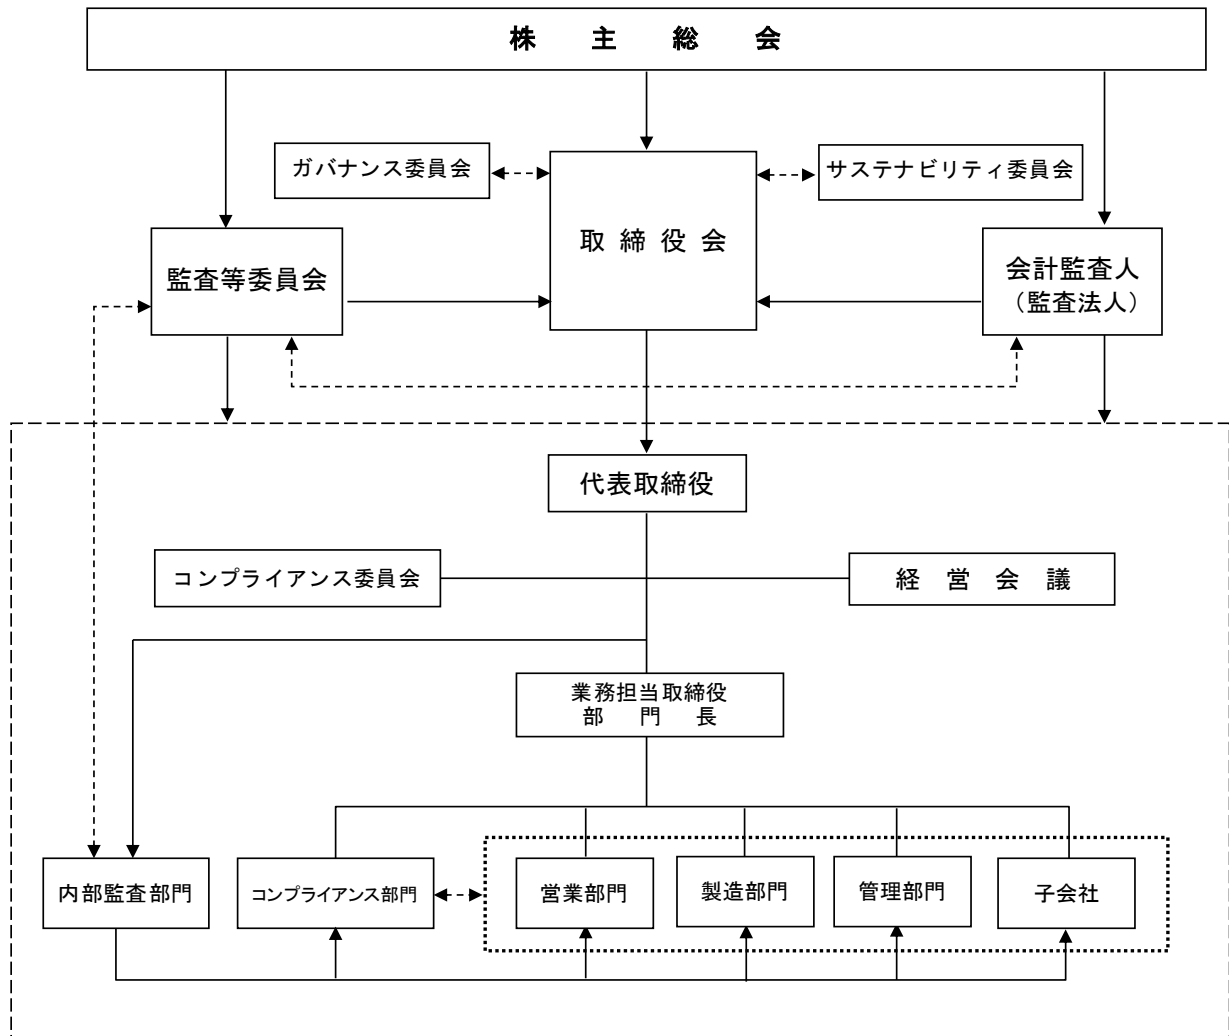 株主総会
ガバナンス委員会
サステナビリティ委員会
取締役会
監査等委員会
会計監査人
（監査法人）
代表取締役
コンプライアンス委員会
経営会議
業務担当取締役
部門長
内部監査部門
コンプライアンス部門
営業部門
製造部門
管理部門
子会社